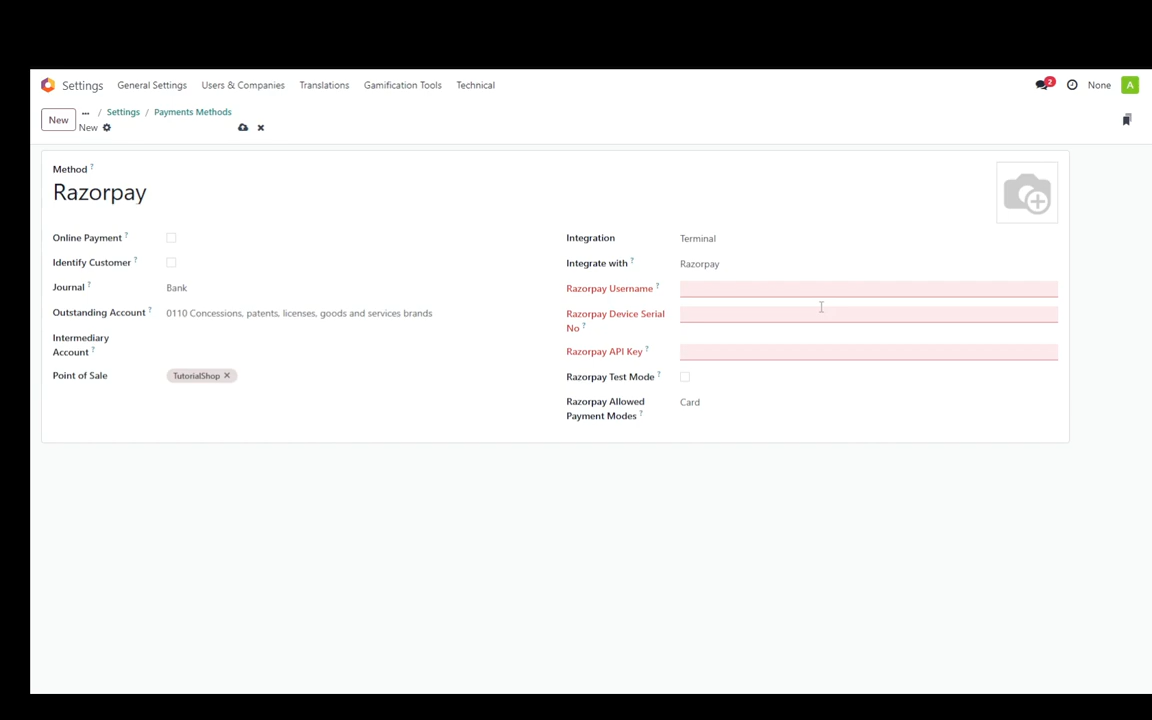 Settings General Settings Users & Companies Translations Gamification Tools Technical 2 None A
New ... / Settings / Payments Methods
New
Method ?
Razorpay
Online Payment ?
Identify Customer ?
Journal ? Bank
Outstanding Account ? 0110 Concessions, patents, licenses, goods and services brands
Intermediary
Account ?
Point of Sale TutorialShop
Integration Terminal
Integrate with ? Razorpay
Razorpay Username ?
Razorpay Device Serial
No ?
Razorpay API Key ?
Razorpay Test Mode ?
Razorpay Allowed
Payment Modes ? Card